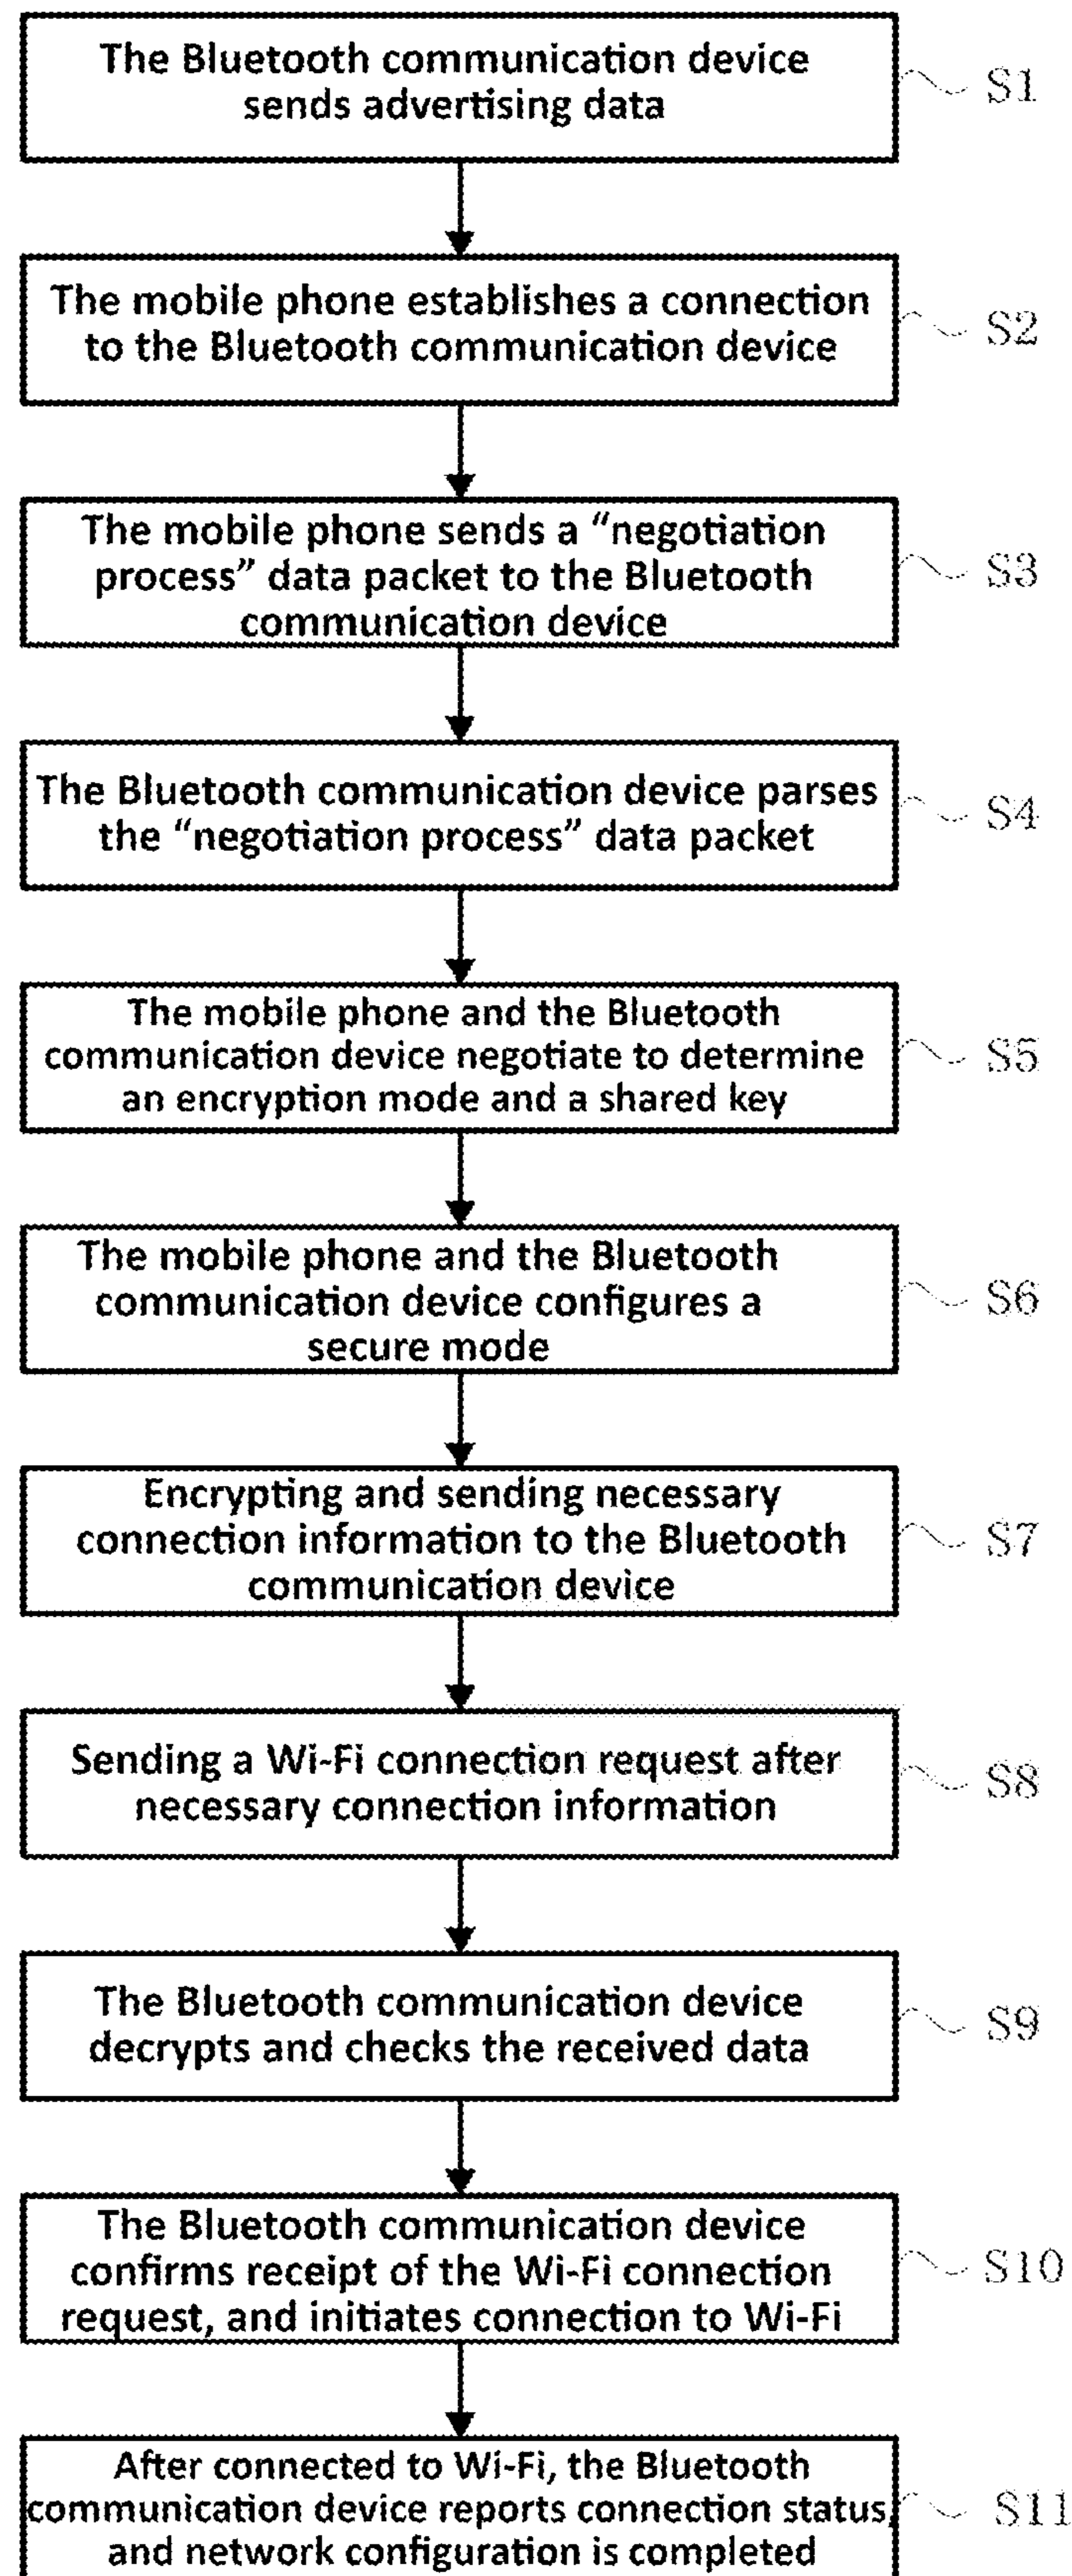 The Bluetooth communication device
sends advertising data
S1
The mobile phone establishes a connection
to the Bluetooth communication device
S2
The mobile phone sends a “negotiation
process” data packet to the Bluetooth
communication device
S3
The Bluetooth communication device parses
the “negotiation process” data packet
S4
The mobile phone and the Bluetooth
communication device negotiate to determine
an encryption mode and a shared key
S5
The mobile phone and the Bluetooth
communication device configures a
secure mode
S6
Encrypting and sending necessary
connection information to the Bluetooth
communication device
S7
Sending a Wi-Fi connection request after
necessary connection information
S8
The Bluetooth communication device
decrypts and checks the received data
S9
The Bluetooth communication device
confirms receipt of the Wi-Fi connection
request, and initiates connection to Wi-Fi
S10
After connected to Wi-Fi, the Bluetooth
communication device reports connection status,
and network configuration is completed
S11